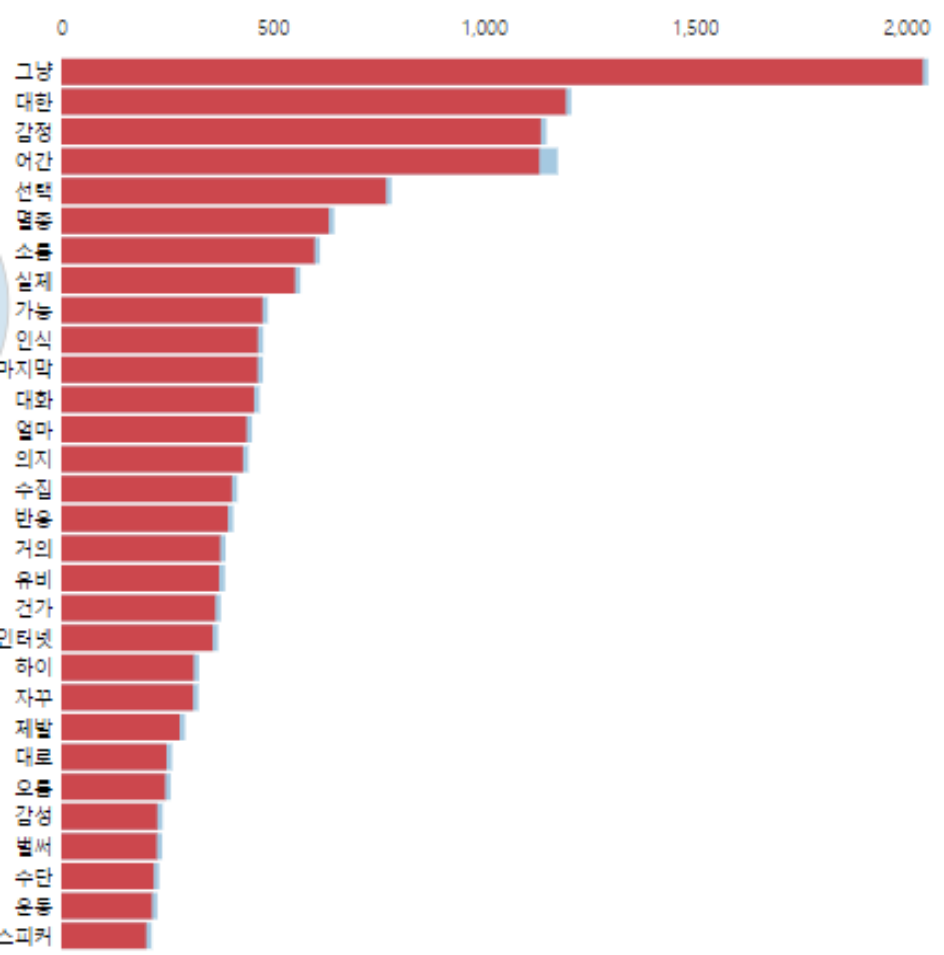 0 500 1,000 1,500 2,000
그냥
대한
감정
어간
선택
멸종
소름
실제
가능
인식
마지막
대화
얼마
의지
수집
반응
거의
유비
건가
인터넷
하이
자꾸
제발
대로
오름
감성
벌써
수단
운동
스피커